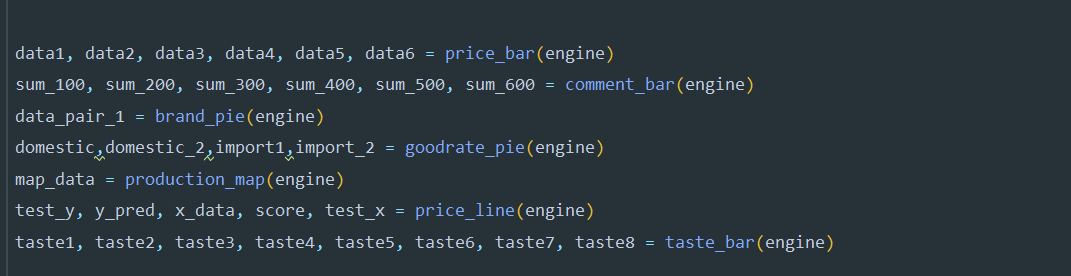 data1, data2, data3, data4, data5, data6 = price_bar(engine)
sum_100, sum_200, sum_300, sum_400, sum_500, sum_600 = comment_bar(engine)
data_pair_1 = brand_pie(engine)
domestic,domestic_2,import1,import_2 = goodrate_pie(engine)
map_data = production_map(engine)
test_y, y_pred, x_data, score, test_x = price_line(engine)
taste1, taste2, taste3, taste4, taste5, taste6, taste7, taste8 = taste_bar(engine)